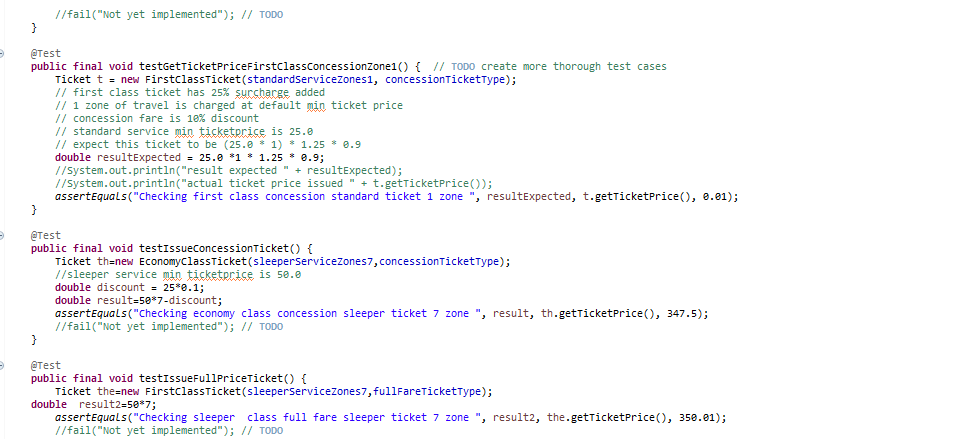 //fail("Not yet implemented"); // TODO
}
@Test
public final void testGetTicketPriceFirstClassConcessionZone1() {  // TODO create more thorough test cases
Ticket t = new FirstClassTicket(standardServiceZones1, concessionTicketType);
// first class ticket has 25% surcharge added
// 1 zone of travel is charged at default min ticket price
// concession fare is 10% discount
// standard service min ticketprice is 25.0
// expect this ticket to be (25.0 * 1) * 1.25 * 0.9
double resultExpected = 25.0 *1 * 1.25 * 0.9;
//System.out.println("result expected " + resultExpected);
//System.out.println("actual ticket price issued " + t.getTicketPrice());
assertEquals("Checking first class concession standard ticket 1 zone ", resultExpected, t.getTicketPrice(), 0.01);
}
@Test
public final void testIssueConcessionTicket() {
Ticket th=new EconomyClassTicket(sleeperServiceZones7,concessionTicketType);
//sleeper service min ticketprice is 50.0
double discount = 25*0.1;
double result=50*7-discount;
assertEquals("Checking economy class concession sleeper ticket 7 zone ", result, th.getTicketPrice(), 347.5);
//fail("Not yet implemented"); // TODO
}
@Test
public final void testIssueFullPriceTicket() {
Ticket the=new FirstClassTicket(sleeperServiceZones7,fullFareTicketType);
double  result2=50*7;
assertEquals("Checking sleeper  class full fare sleeper ticket 7 zone ", result2, the.getTicketPrice(), 350.01);
//fail("Not yet implemented"); // TODO